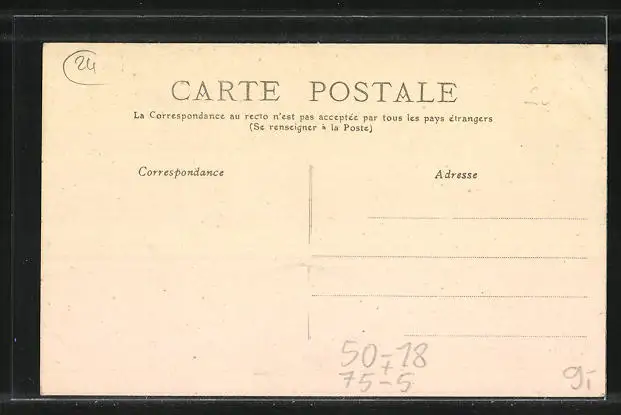 24
CARTE POSTALE
La Correspondance au recto n'est pas acceptée par tous les pays étrangers
(Se renseigner à la Poste)
Correspondance
Adresse
50-18
+
75-5
9,-